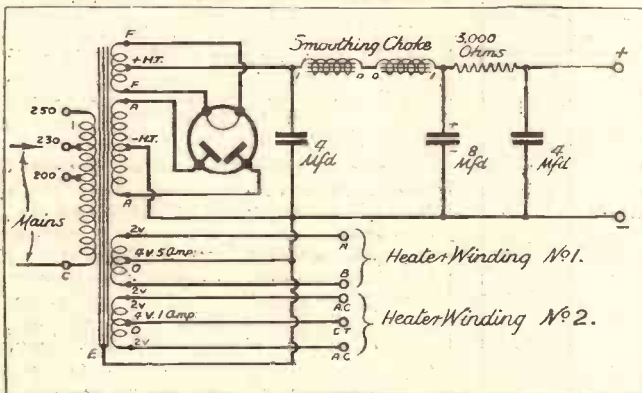 F
+H.T.
F
A
-H.T.
A
Smoothing Choke
I O O I
3,000
Ohms
+
250
230
200
Mains
C
4
Mfd
+
8
-
Mfd
4
Mfd
-
2v
4v.5 Amp.
O
2v
4v.1 Amp.
O
2v
E
A
B
A.C
C T
A C
Heater Winding No 1.
Heater Winding No 2.